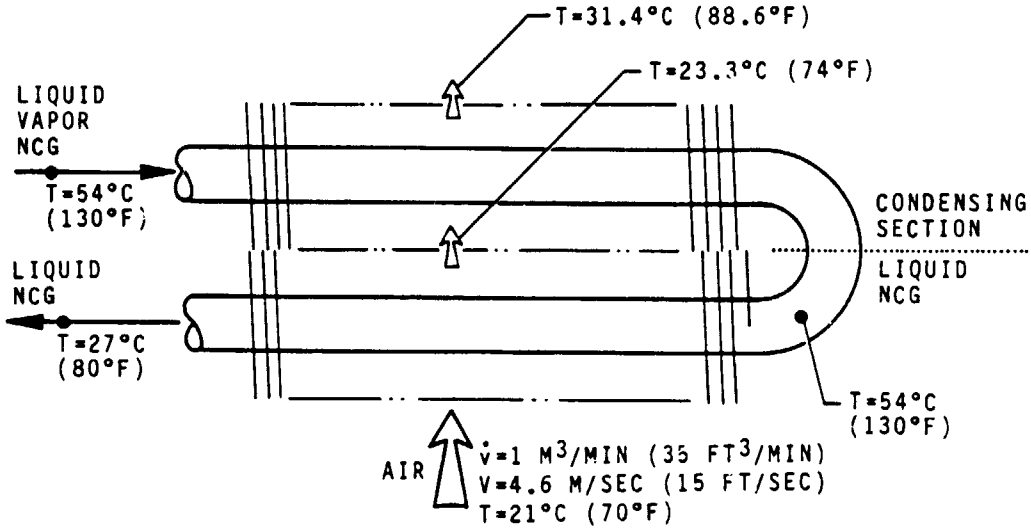 T=31.4°C (88.6°F)
T=23.3°C (74°F)
LIQUID
VAPOR
NCG
T=54°C
(130°F)
CONDENSING
SECTION
LIQUID
NCG
LIQUID
NCG
T=27°C
(80°F)
T=54°C
(130°F)
AIR
v̇=1 M³/MIN (35 FT³/MIN)
V=4.6 M/SEC (15 FT/SEC)
T=21°C (70°F)